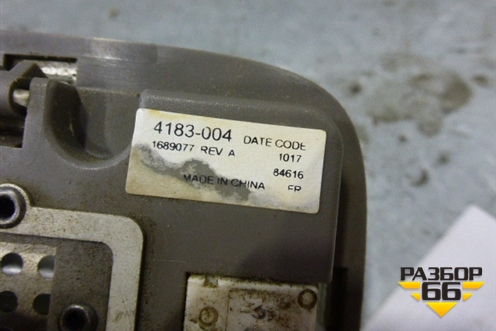 4183-004 DATE CODE
1689077 REV A 1017
84616
MADE IN CHINA FP
РАЗБОР
66